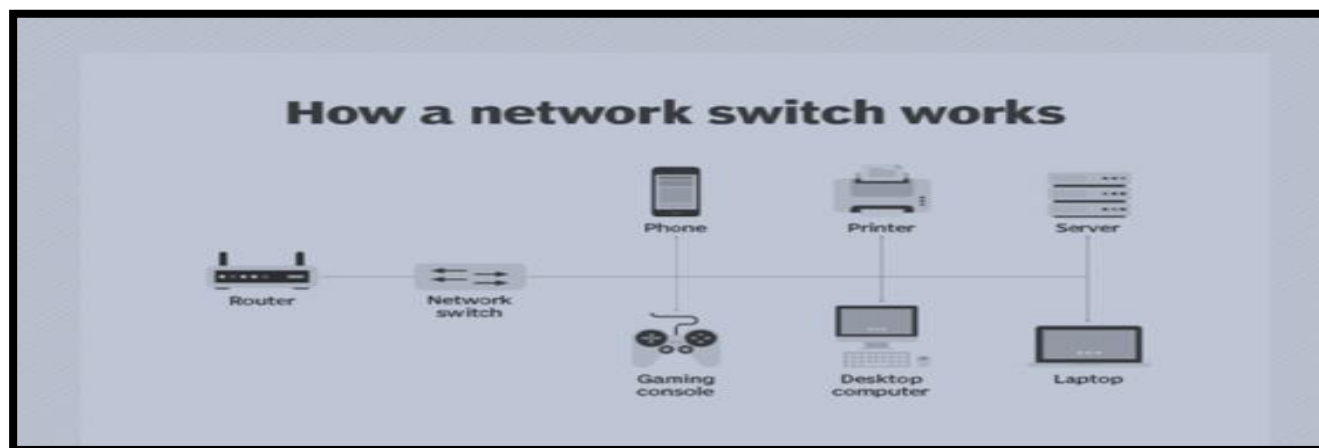 How a network switch works
Phone
Printer
Server
Router
Network
switch
Gaming
console
Desktop
computer
Laptop